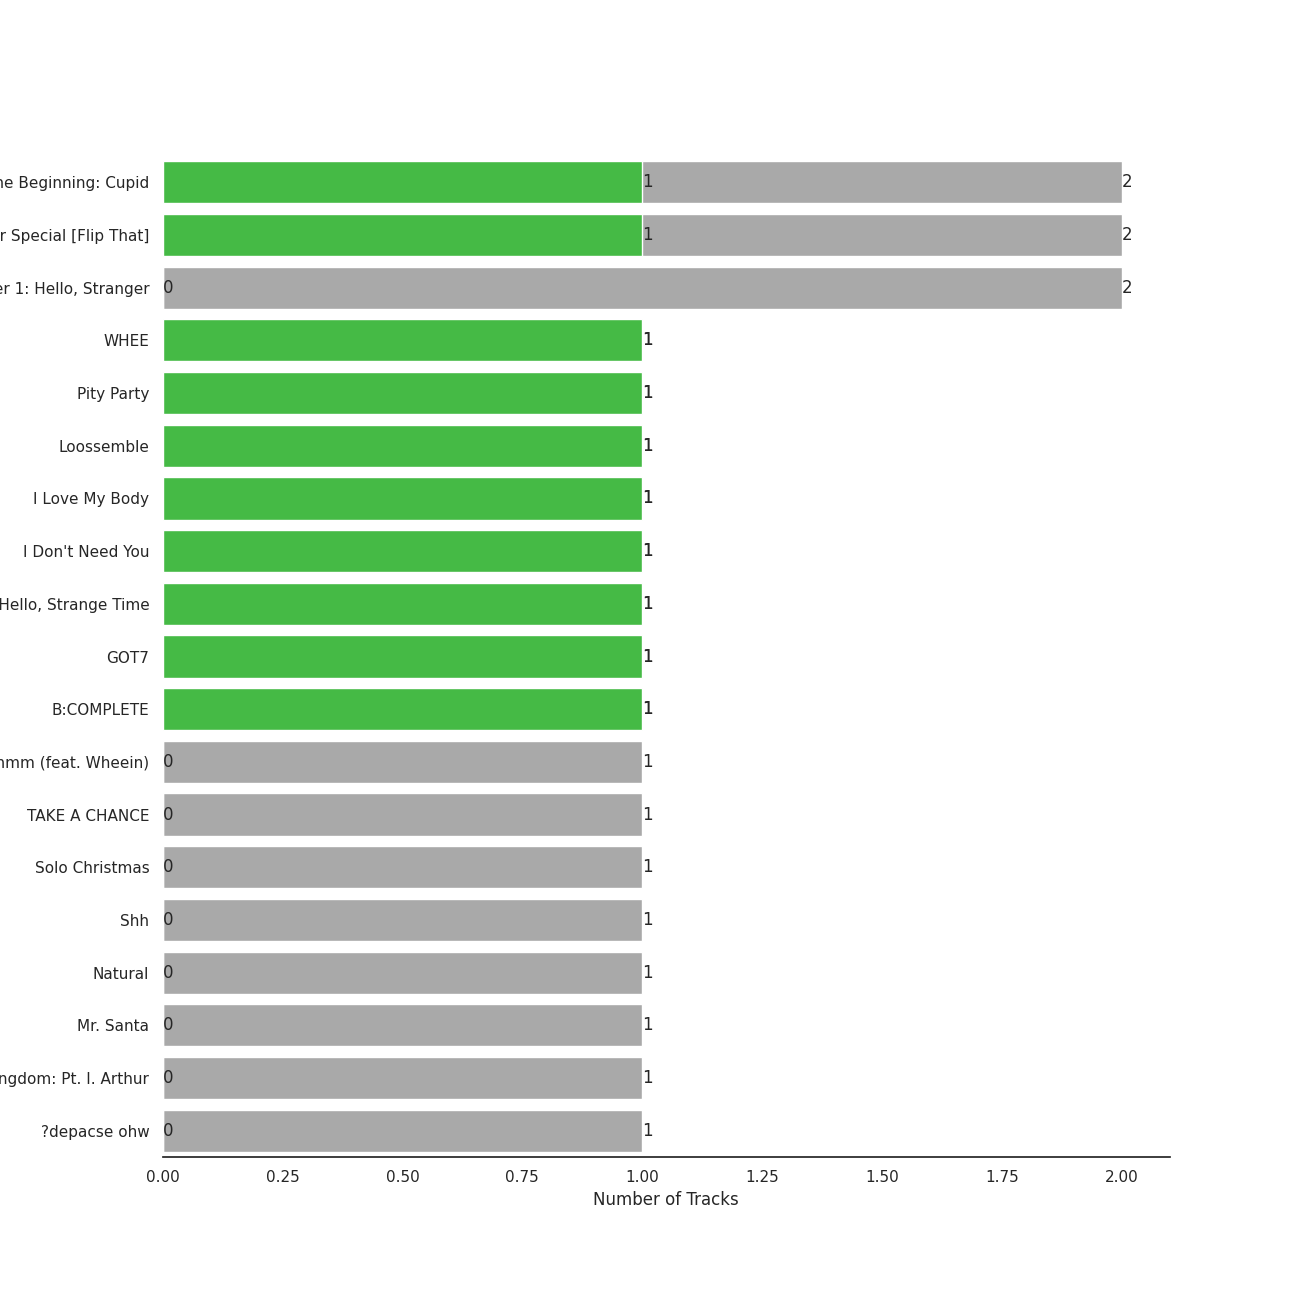 Beginning: Cupid 1 2
Special [Flip That] 1 2
1: Hello, Stranger 0 2
WHEE 1
Pity Party 1
Loossemble 1
I Love My Body 1
I Don't Need You 1
Hello, Strange Time 1
GOT7 1
B:COMPLETE 1
(feat. Wheein) 0 1
TAKE A CHANCE 0 1
Solo Christmas 0 1
Shh 0 1
Natural 0 1
Mr. Santa 0 1
Pt. I. Arthur 0 1
?depacse ohw 0 1
0.00 0.25 0.50 0.75 1.00 1.25 1.50 1.75 2.00
Number of Tracks